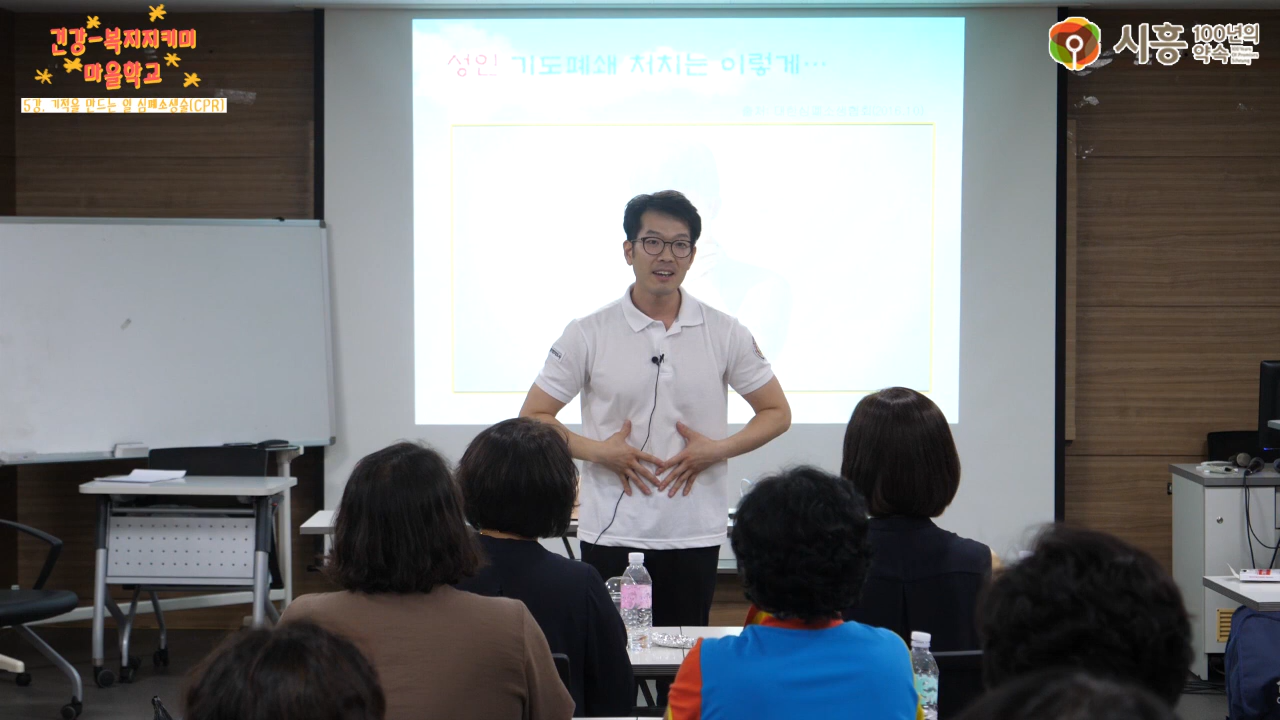 건강-복지지키미
마을학교
5강. 기적을 만드는 일 심폐소생술(CPR)
시흥 100년의
약속
성인 기도폐쇄 처치는 이렇게...